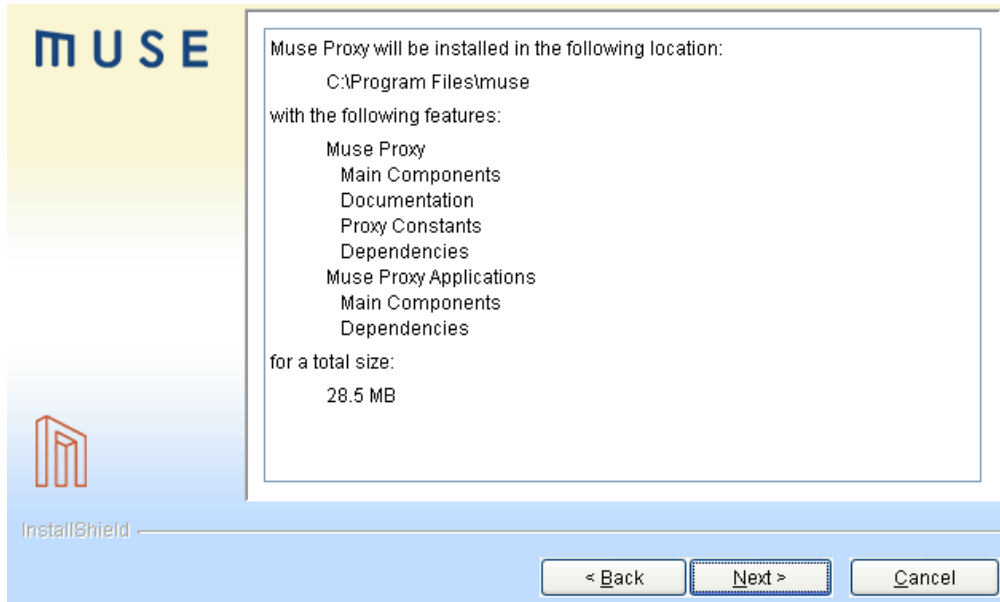 MUSE
Muse Proxy will be installed in the following location:
C:\Program Files\muse
with the following features:
Muse Proxy
Main Components
Documentation
Proxy Constants
Dependencies
Muse Proxy Applications
Main Components
Dependencies
for a total size:
28.5 MB
InstallShield
< Back Next > Cancel